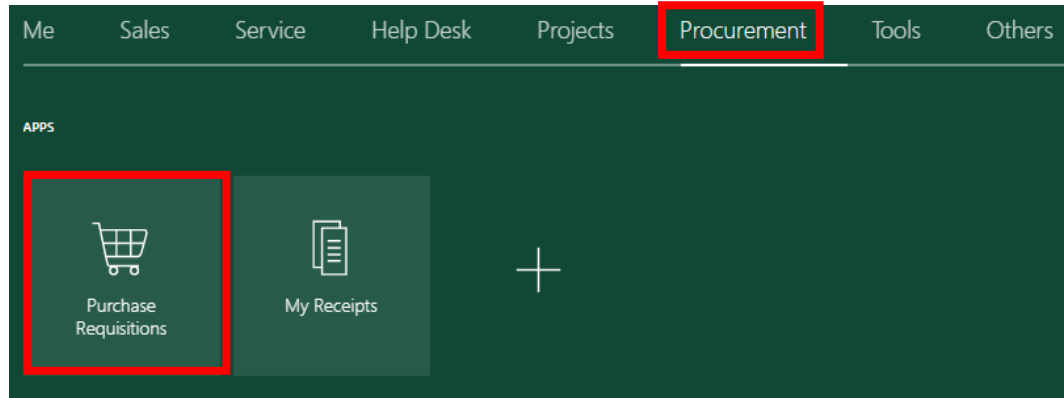 Me Sales Service Help Desk Projects Procurement Tools Others
APPS
Purchase
Requisitions
My Receipts